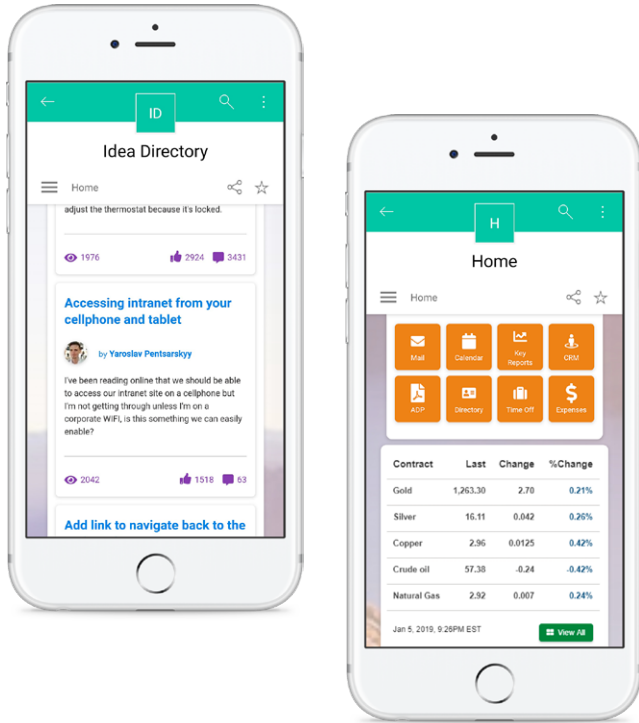 ID
Idea Directory
Home
adjust the thermostat because it's locked.
1976 2924 3431
Accessing intranet from your
cellphone and tablet
by Yaroslav Pentsarskyy
I've been reading online that we should be able
to access our intranet site on a cellphone but
I'm not getting through unless I'm on a
corporate WIFI, is this something we can easily
enable?
2042 1518 63
Add link to navigate back to the
H
Home
Home
Mail Calendar Key
Reports CRM
ADP Directory Time Off Expenses
Contract Last Change %Change
Gold 1,263.30 2.70 0.21%
Silver 16.11 0.042 0.26%
Copper 2.96 0.0125 0.42%
Crude oil 57.38 -0.24 -0.42%
Natural Gas 2.92 0.007 0.24%
Jan 5, 2019, 9:26PM EST View All